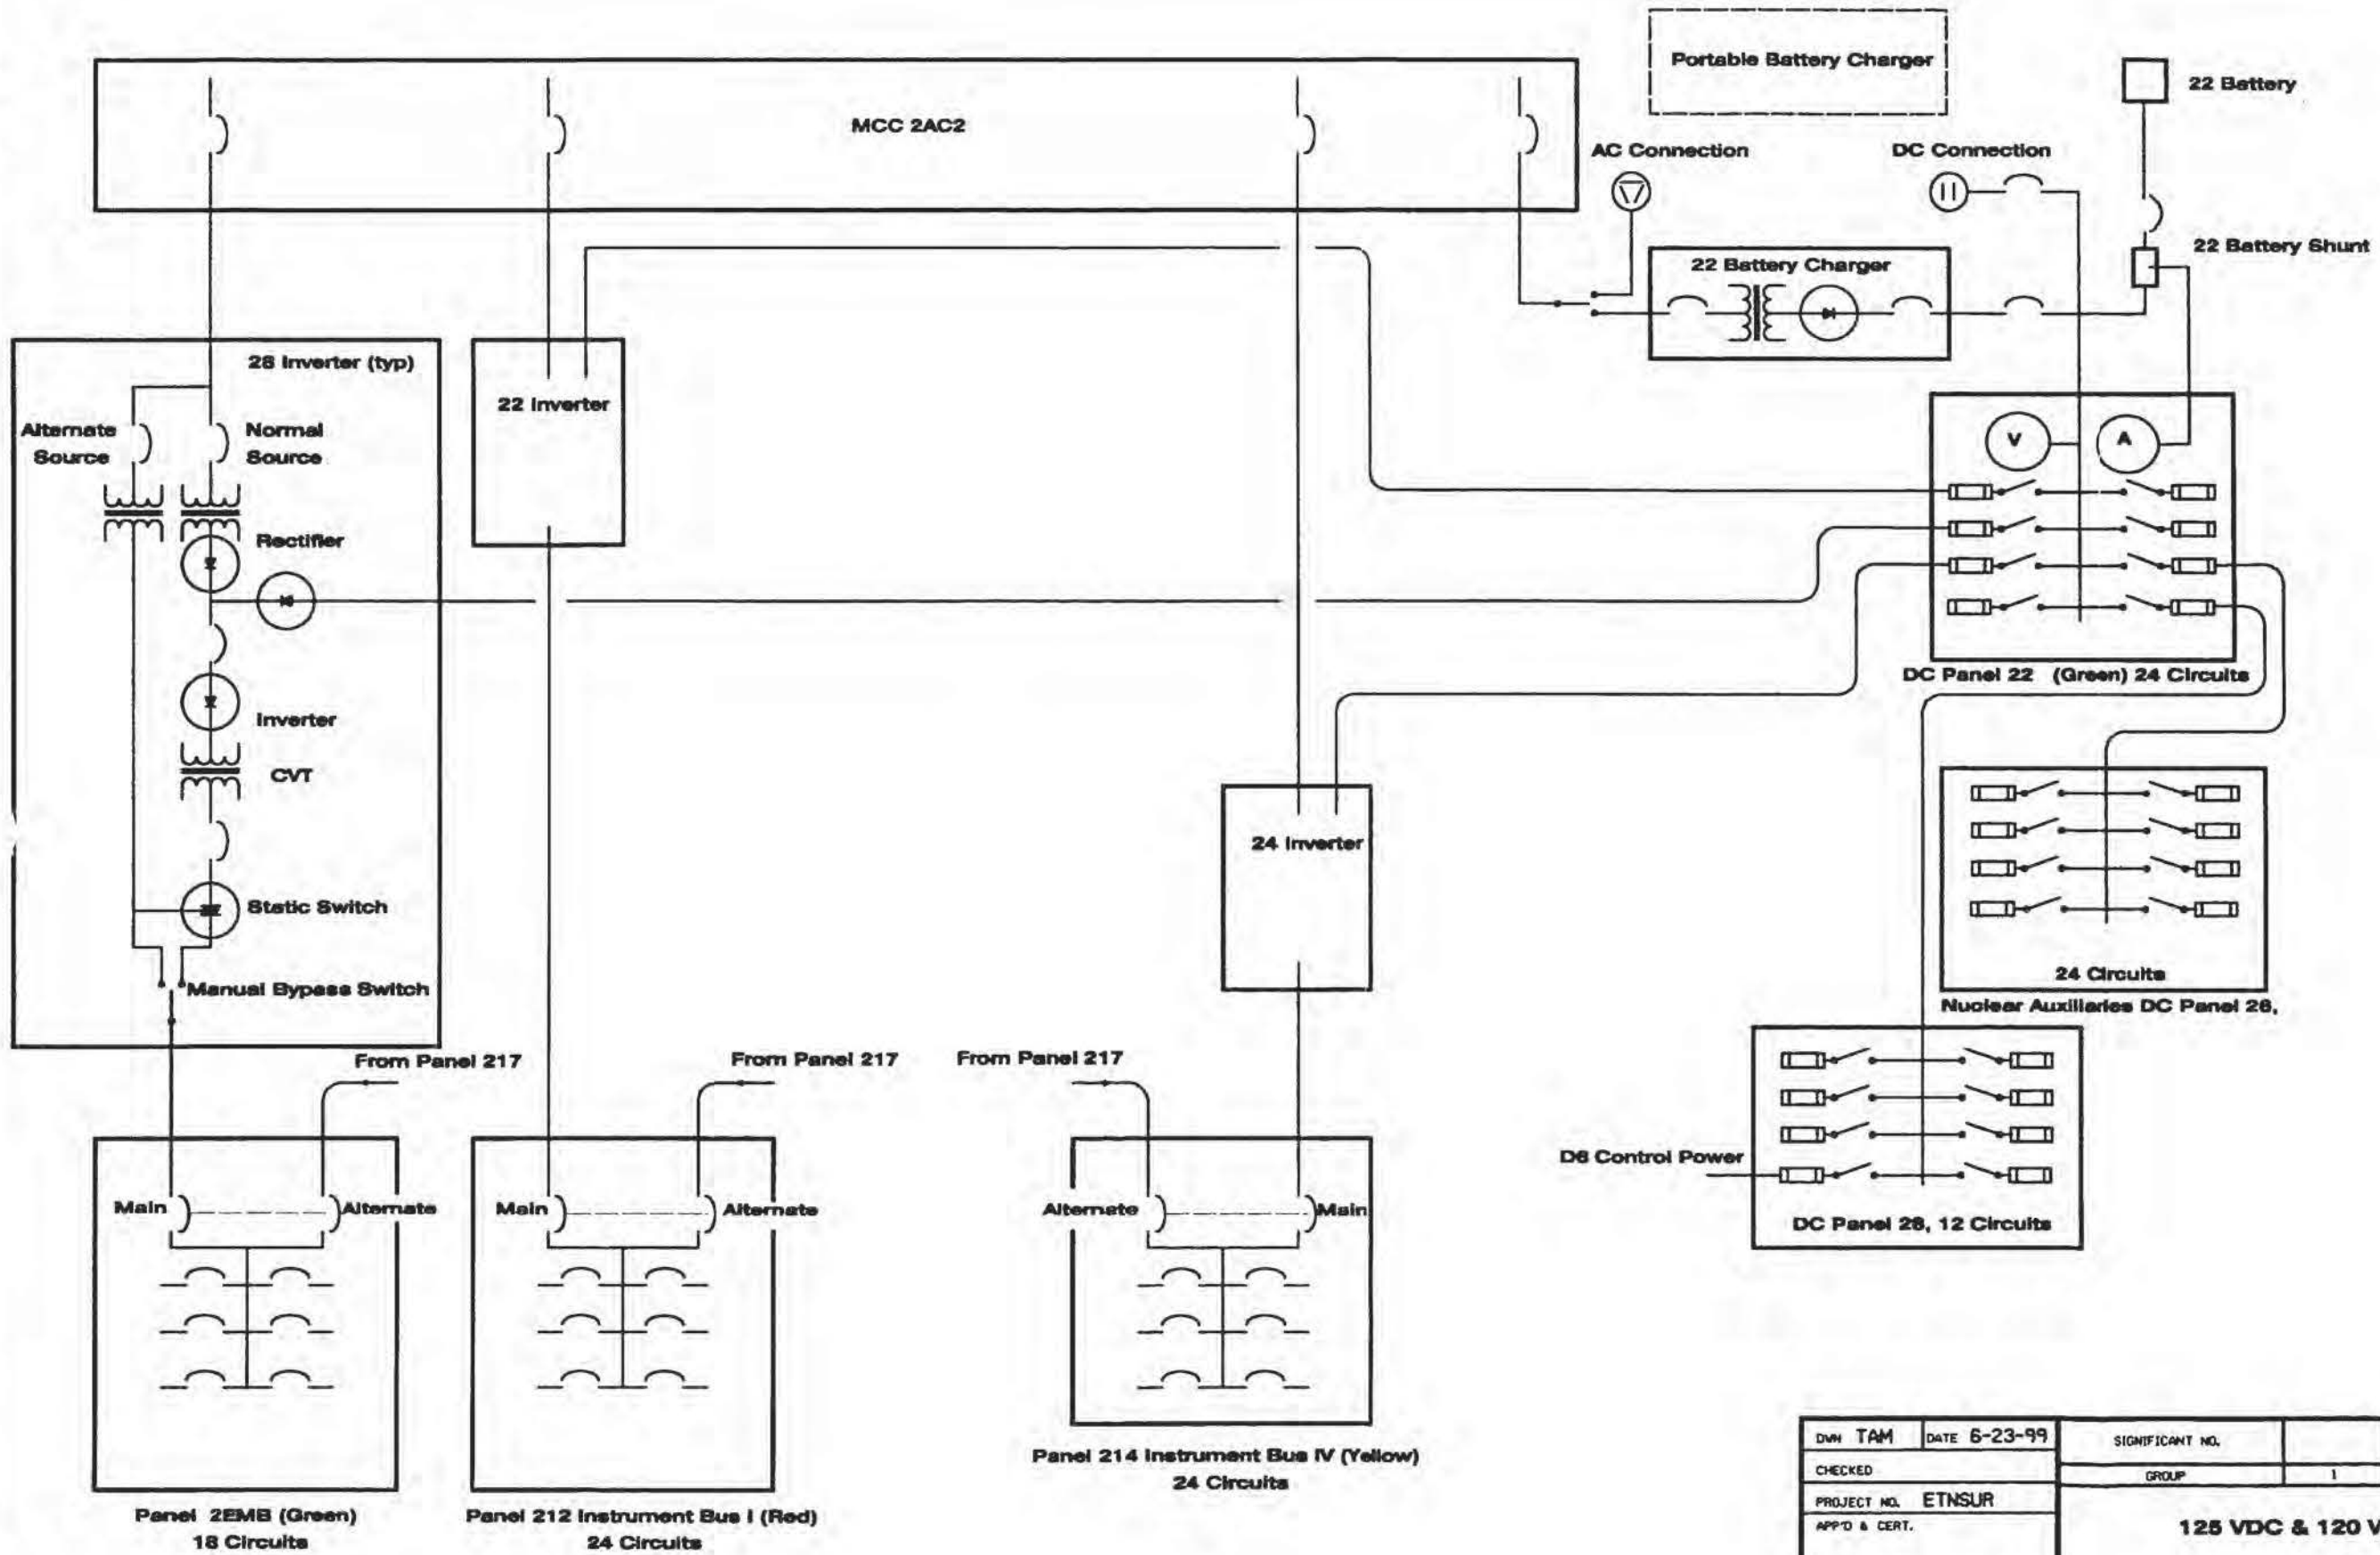 Portable Battery Charger
22 Battery
MCC 2AC2
AC Connection
DC Connection
22 Battery Shunt
22 Battery Charger
28 Inverter (typ)
22 Inverter
Alternate
Source
Normal
Source
V
A
Rectifier
DC Panel 22 (Green) 24 Circuits
Inverter
CVT
24 Inverter
Static Switch
24 Circuits
Manual Bypass Switch
Nuclear Auxiliaries DC Panel 26,
From Panel 217
From Panel 217
From Panel 217
D6 Control Power
Main
Alternate
Main
Alternate
Alternate
Main
DC Panel 28, 12 Circuits
Panel 214 Instrument Bus IV (Yellow)
24 Circuits
Panel 2EMB (Green)
18 Circuits
Panel 212 Instrument Bus I (Red)
24 Circuits
DWN TAM
DATE 6-23-99
SIGNIFICANT NO.
CHECKED
GROUP
1
PROJECT NO. ETNSUR
APP'D & CERT.
125 VDC & 120 V